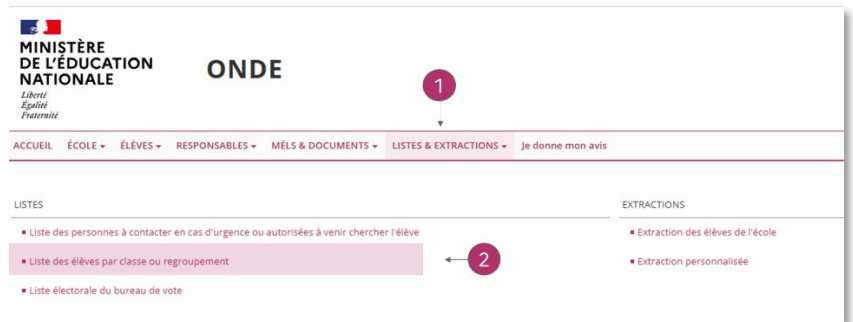 MINISTÈRE
DE L'ÉDUCATION
NATIONALE
Liberté
Égalité
Fraternité
ONDE
1
ACCUEIL ÉCOLE ÉLÈVES RESPONSABLES MÉLS & DOCUMENTS LISTES & EXTRACTIONS Je donne mon avis
LISTES
EXTRACTIONS
Liste des personnes à contacter en cas d'urgence ou autorisées à venir chercher l'élève
Extraction des élèves de l'école
Liste des élèves par classe ou regroupement
2
Extraction personnalisée
Liste électorale du bureau de vote